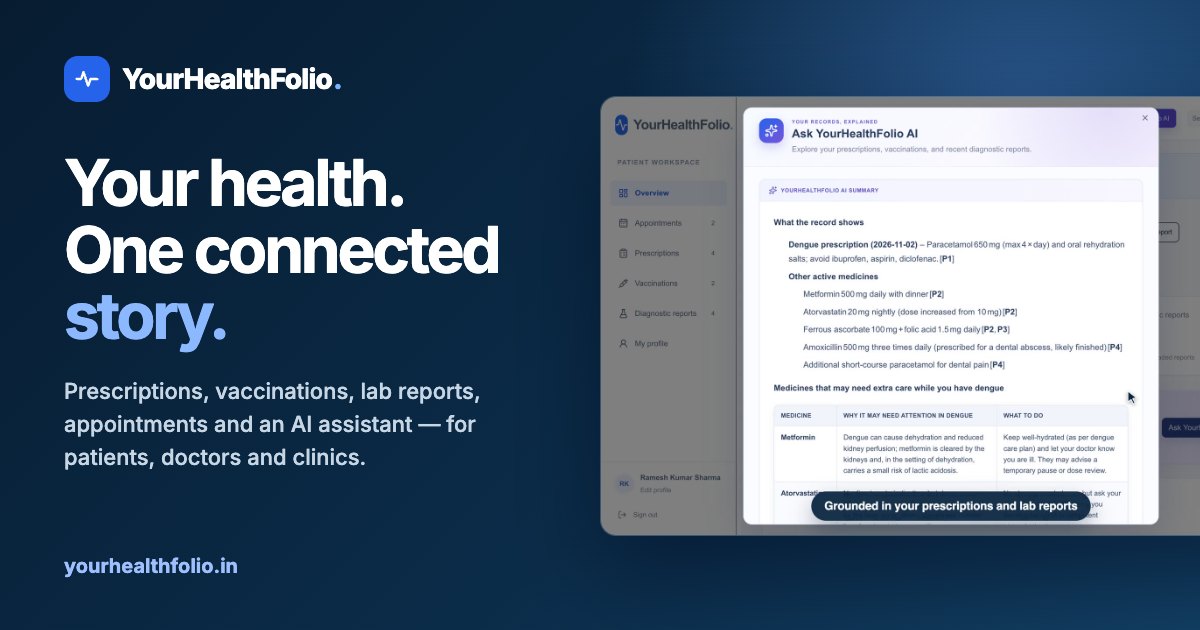 YourHealthFolio.
Your health.
One connected
story.
Prescriptions, vaccinations, lab reports,
appointments and an AI assistant — for
patients, doctors and clinics.
yourhealthfolio.in
YourHealthFolio.
PATIENT WORKSPACE
Overview
Appointments 2
Prescriptions 4
Vaccinations 2
Diagnostic reports 4
My profile
RK
Ramesh Kumar Sharma
Edit profile
Sign out
YOUR RECORDS, EXPLAINED
Ask YourHealthFolio AI
Explore your prescriptions, vaccinations, and recent diagnostic reports.
YOURHEALTHFOLIO AI SUMMARY
What the record shows
Dengue prescription (2026-11-02) – Paracetamol 650 mg (max 4 × day) and oral rehydration
salts; avoid ibuprofen, aspirin, diclofenac. [P1]
Other active medicines
Metformin 500 mg daily with dinner [P2]
Atorvastatin 20 mg nightly (dose increased from 10 mg) [P2]
Ferrous ascorbate 100 mg + folic acid 1.5 mg daily [P2, P3]
Amoxicillin 500 mg three times daily (prescribed for a dental abscess, likely finished) [P4]
Additional short-course paracetamol for dental pain [P4]
Medicines that may need extra care while you have dengue
MEDICINE WHY IT MAY NEED ATTENTION IN DENGUE WHAT TO DO
Metformin
Dengue can cause dehydration and reduced
kidney perfusion; metformin is cleared by the
kidneys and, in the setting of dehydration,
carries a small risk of lactic acidosis.
Keep well-hydrated (as per dengue
care plan) and let your doctor know
you are ill. They may advise a
temporary pause or dose review.
but ask your
you
Grounded in your prescriptions and lab reports
Ask Your